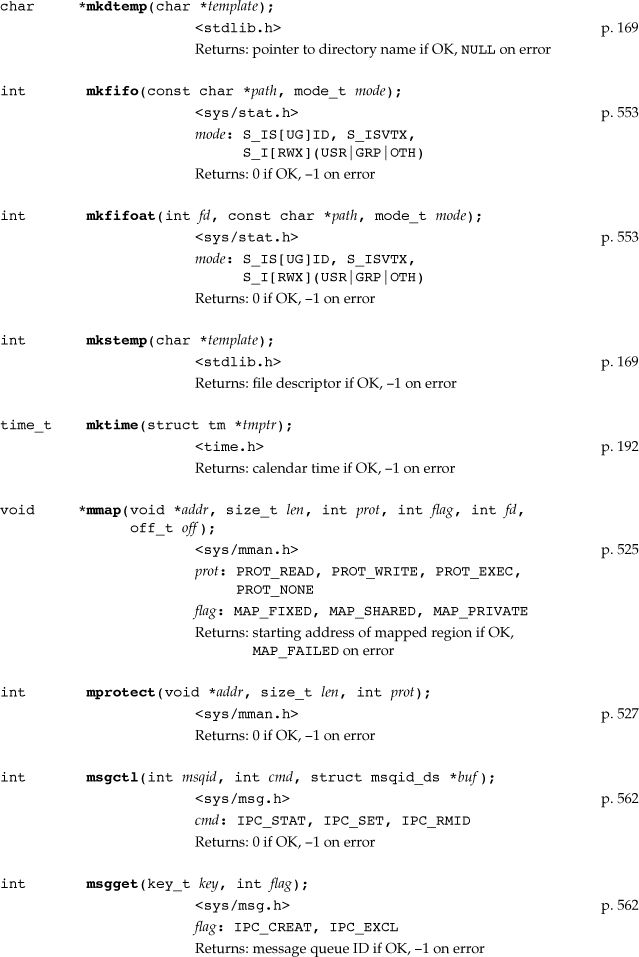 char *mkdtemp(char *template);
<stdlib.h> p. 169
Returns: pointer to directory name if OK, NULL on error
int mkfifo(const char *path, mode_t mode);
<sys/stat.h> p. 553
mode: S_IS[UG]ID, S_ISVTX,
S_I[RWX](USR|GRP|OTH)
Returns: 0 if OK, –1 on error
int mkfifoat(int fd, const char *path, mode_t mode);
<sys/stat.h> p. 553
mode: S_IS[UG]ID, S_ISVTX,
S_I[RWX](USR|GRP|OTH)
Returns: 0 if OK, –1 on error
int mkstemp(char *template);
<stdlib.h> p. 169
Returns: file descriptor if OK, –1 on error
time_t mktime(struct tm *tmptr);
<time.h> p. 192
Returns: calendar time if OK, –1 on error
void *mmap(void *addr, size_t len, int prot, int flag, int fd,
off_t off);
<sys/mman.h> p. 525
prot: PROT_READ, PROT_WRITE, PROT_EXEC,
PROT_NONE
flag: MAP_FIXED, MAP_SHARED, MAP_PRIVATE
Returns: starting address of mapped region if OK,
MAP_FAILED on error
int mprotect(void *addr, size_t len, int prot);
<sys/mman.h> p. 527
Returns: 0 if OK, –1 on error
int msgctl(int msqid, int cmd, struct msqid_ds *buf);
<sys/msg.h> p. 562
cmd: IPC_STAT, IPC_SET, IPC_RMID
Returns: 0 if OK, –1 on error
int msgget(key_t key, int flag);
<sys/msg.h> p. 562
flag: IPC_CREAT, IPC_EXCL
Returns: message queue ID if OK, –1 on error